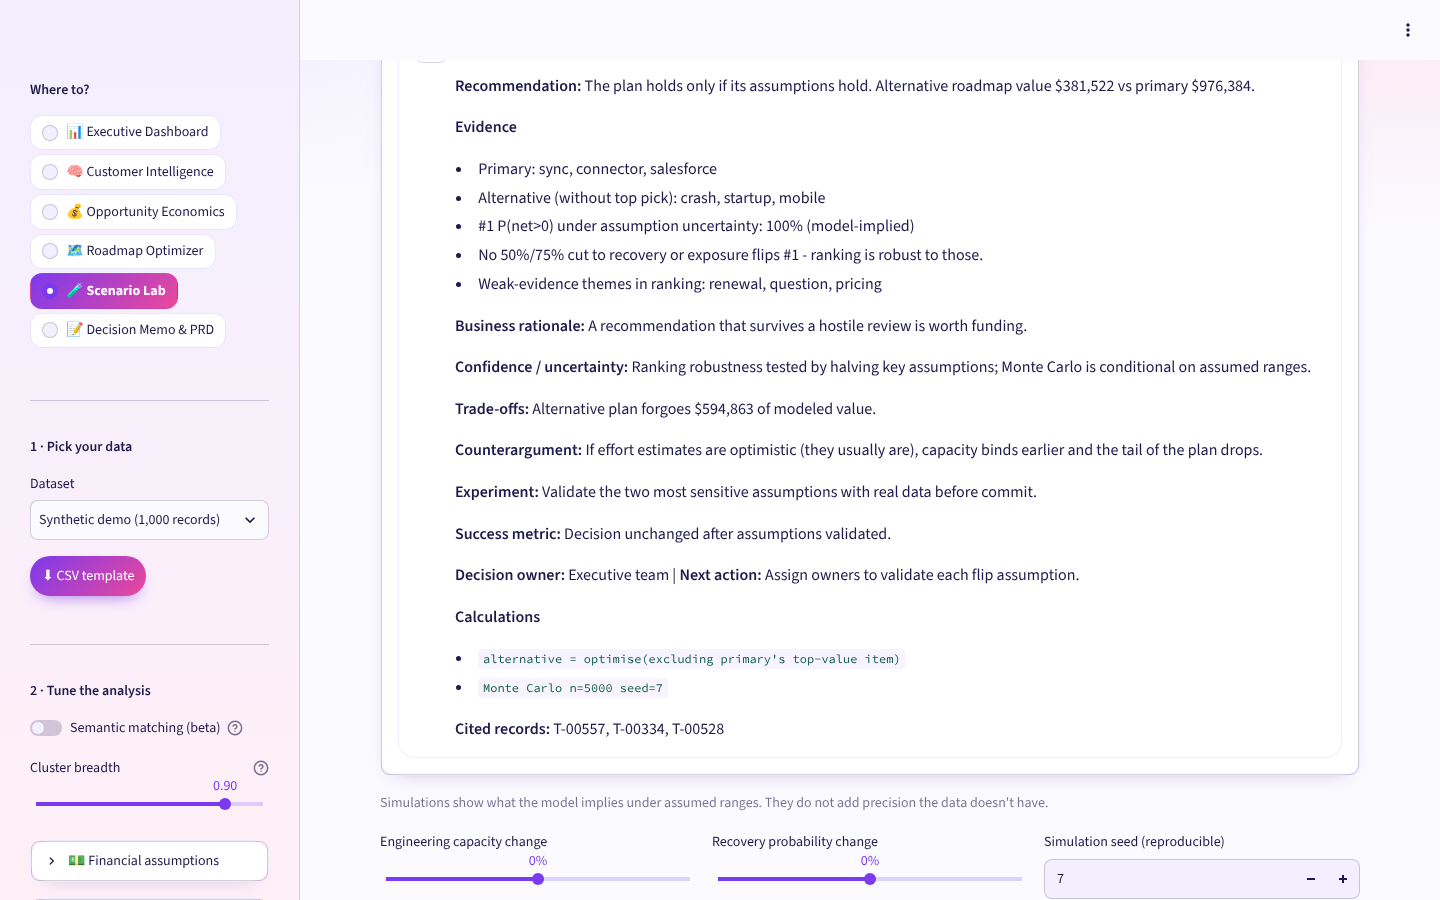 Where to?
📊 Executive Dashboard
🧠 Customer Intelligence
💰 Opportunity Economics
🗺️ Roadmap Optimizer
🧪 Scenario Lab
📝 Decision Memo & PRD
1 · Pick your data
Dataset
Synthetic demo (1,000 records)
⬇ CSV template
2 · Tune the analysis
Semantic matching (beta)
Cluster breadth
0.90
💵 Financial assumptions
Recommendation: The plan holds only if its assumptions hold. Alternative roadmap value $381,522 vs primary $976,384.
Evidence
• Primary: sync, connector, salesforce
• Alternative (without top pick): crash, startup, mobile
• #1 P(net>0) under assumption uncertainty: 100% (model-implied)
• No 50%/75% cut to recovery or exposure flips #1 - ranking is robust to those.
• Weak-evidence themes in ranking: renewal, question, pricing
Business rationale: A recommendation that survives a hostile review is worth funding.
Confidence / uncertainty: Ranking robustness tested by halving key assumptions; Monte Carlo is conditional on assumed ranges.
Trade-offs: Alternative plan forgoes $594,863 of modeled value.
Counterargument: If effort estimates are optimistic (they usually are), capacity binds earlier and the tail of the plan drops.
Experiment: Validate the two most sensitive assumptions with real data before commit.
Success metric: Decision unchanged after assumptions validated.
Decision owner: Executive team | Next action: Assign owners to validate each flip assumption.
Calculations
• alternative = optimise(excluding primary's top-value item)
• Monte Carlo n=5000 seed=7
Cited records: T-00557, T-00334, T-00528
Simulations show what the model implies under assumed ranges. They do not add precision the data doesn't have.
Engineering capacity change
0%
Recovery probability change
0%
Simulation seed (reproducible)
7